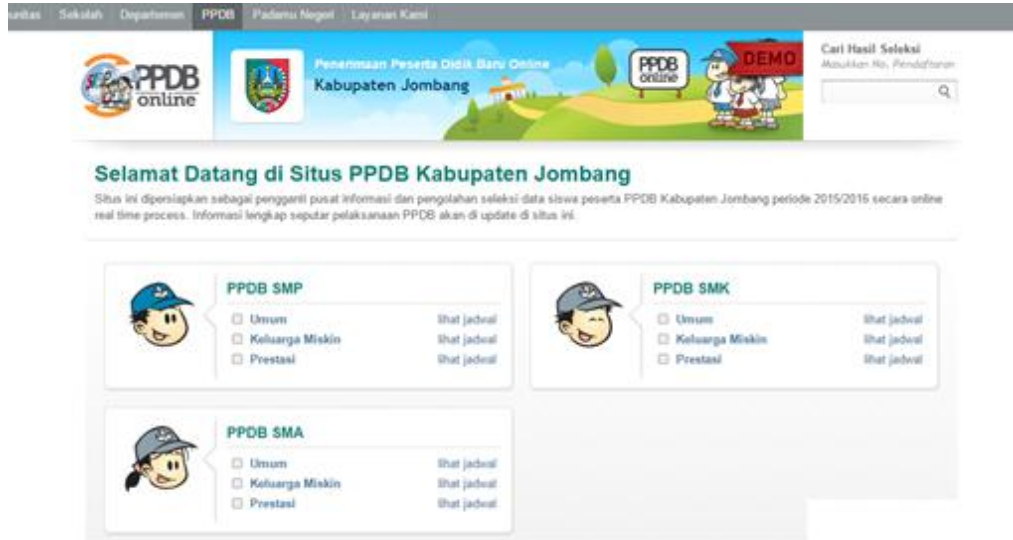 Sekolah Departemen PPDB Padamu Negeri Layanan Kami
PPDB
online
Penerimaan Peserta Didik Baru Online
Kabupaten Jombang
PPDB
online
DEMO
Cari Hasil Seleksi
Masukkan No. Pendaftaran
Selamat Datang di Situs PPDB Kabupaten Jombang
Situs ini dipersiapkan sebagai pengganti pusat informasi dan pengolahan seleksi data siswa peserta PPDB Kabupaten Jombang periode 2015/2016 secara online
real time process. Informasi lengkap seputar pelaksanaan PPDB akan di update di situs ini.
PPDB SMP
Umum lihat jadwal
Keluarga Miskin lihat jadwal
Prestasi lihat jadwal
PPDB SMK
Umum lihat jadwal
Keluarga Miskin lihat jadwal
Prestasi lihat jadwal
PPDB SMA
Umum lihat jadwal
Keluarga Miskin lihat jadwal
Prestasi lihat jadwal